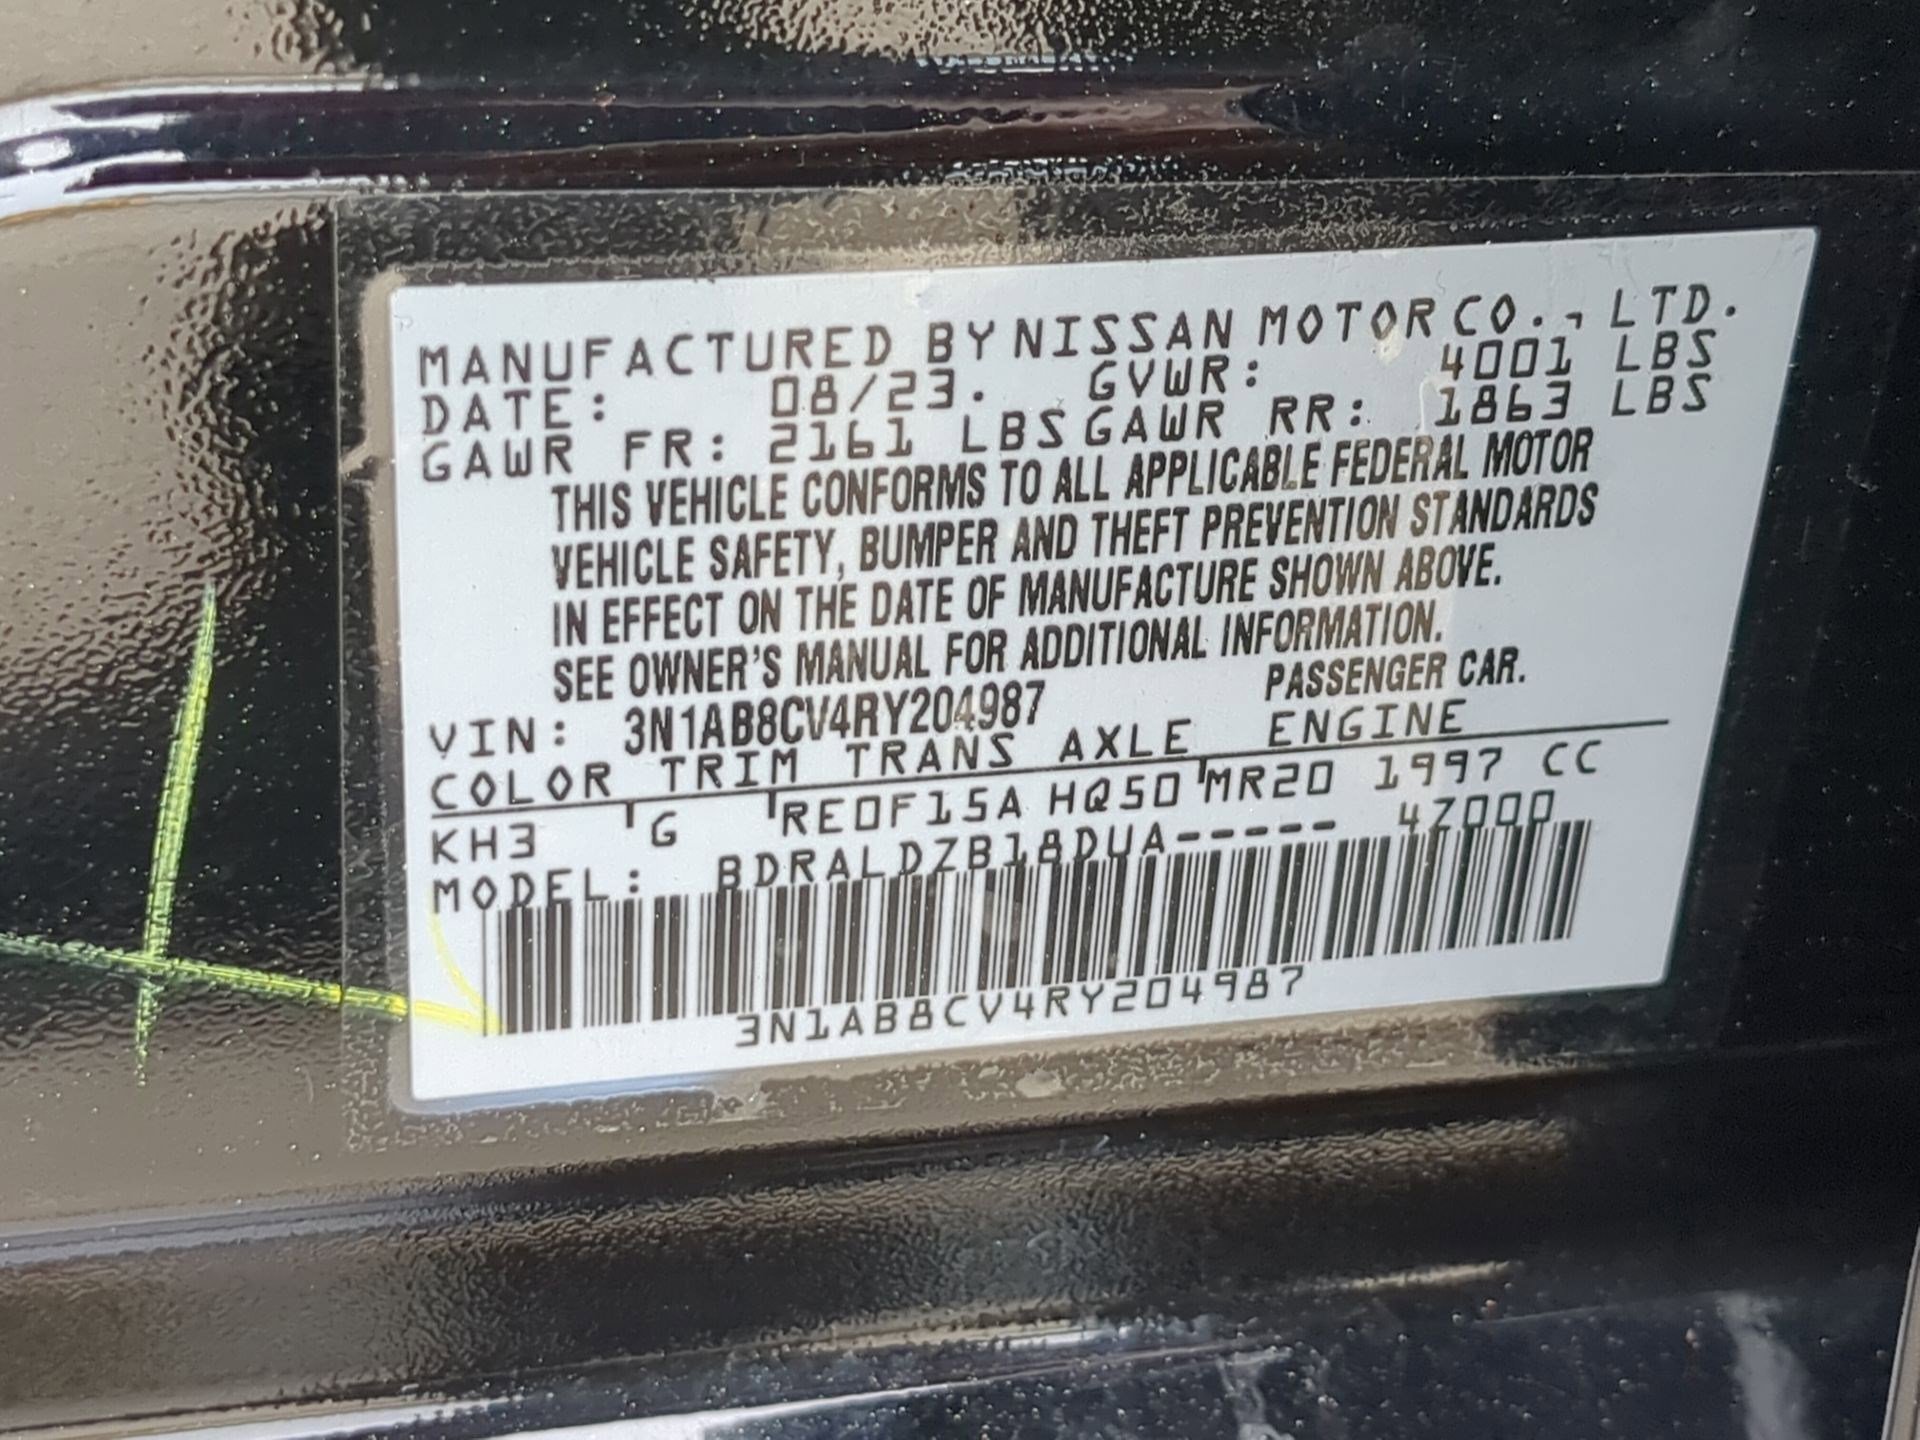 MANUFACTURED BY NISSAN MOTOR CO., LTD.
DATE: 08/23. GVWR: 4001 LBS
GAWR FR: 2161 LBS GAWR RR: 1863 LBS
THIS VEHICLE CONFORMS TO ALL APPLICABLE FEDERAL MOTOR
VEHICLE SAFETY, BUMPER AND THEFT PREVENTION STANDARDS
IN EFFECT ON THE DATE OF MANUFACTURE SHOWN ABOVE.
SEE OWNER'S MANUAL FOR ADDITIONAL INFORMATION.
VIN: 3N1AB8CV4RY204987 PASSENGER CAR.
COLOR TRIM TRANS AXLE ENGINE
KH3 G RE0F15A HQ50 MR20 1997 CC
MODEL: BDRALDZB18DUA----- 47000
3N1AB8CV4RY204987